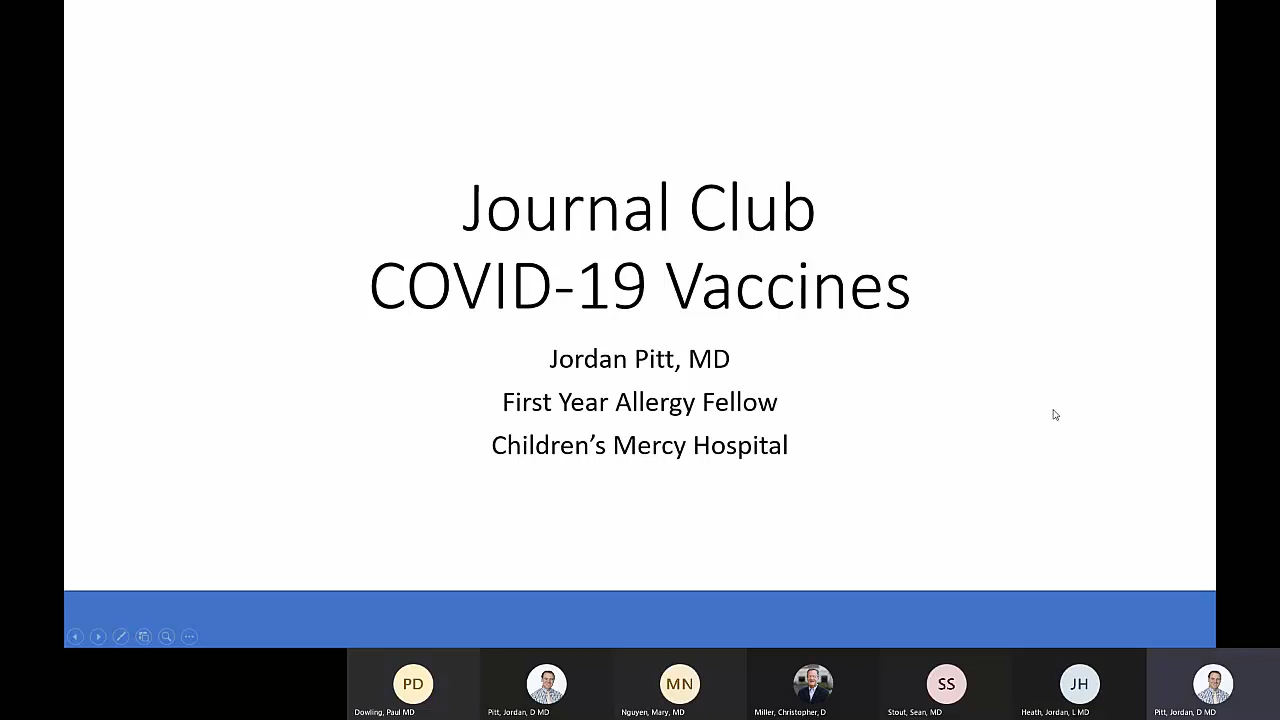 Journal Club
COVID-19 Vaccines
Jordan Pitt, MD
First Year Allergy Fellow
Children's Mercy Hospital
PD
MN
SS
JH
Dowling, Paul MD
Pitt, Jordan, D MD
Nguyen, Mary, MD
Miller, Christopher, D
Stout, Sean, MD
Heath, Jordan, L MD
Pitt, Jordan, D MD